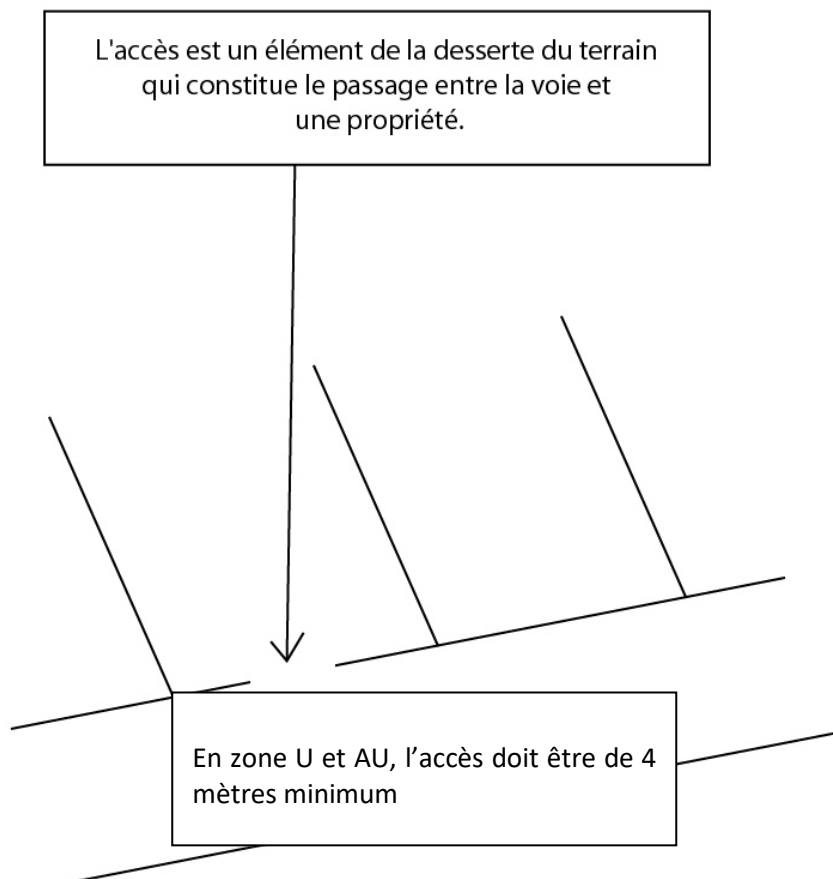 L'accès est un élément de la desserte du terrain
qui constitue le passage entre la voie et
une propriété.
En zone U et AU, l’accès doit être de 4
mètres minimum